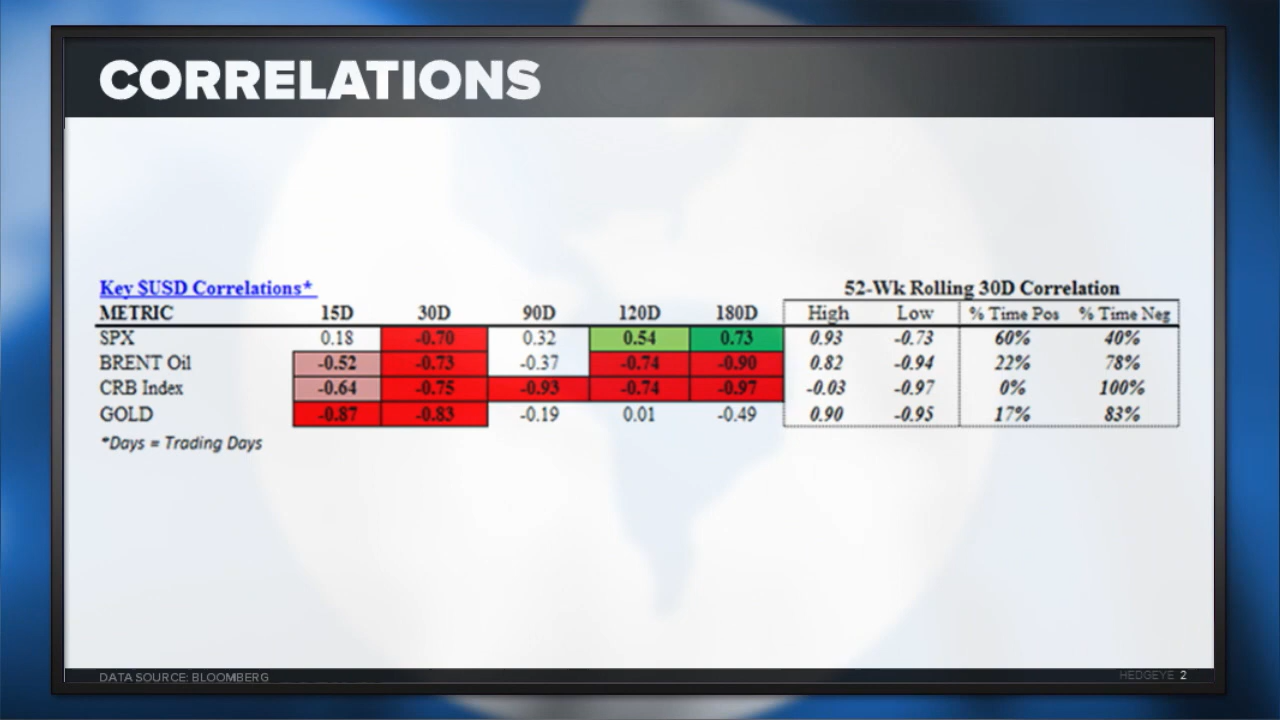 CORRELATIONS
Key $USD Correlations* 52-Wk Rolling 30D Correlation
METRIC 15D 30D 90D 120D 180D High Low % Time Pos % Time Neg
SPX 0.18 -0.70 0.32 0.54 0.73 0.93 -0.73 60% 40%
BRENT Oil -0.52 -0.73 -0.37 -0.74 -0.90 0.82 -0.94 22% 78%
CRB Index -0.64 -0.75 -0.93 -0.74 -0.97 -0.03 -0.97 0% 100%
GOLD -0.87 -0.83 -0.19 0.01 -0.49 0.90 -0.95 17% 83%
*Days = Trading Days
DATA SOURCE: BLOOMBERG HEDGEYE 2